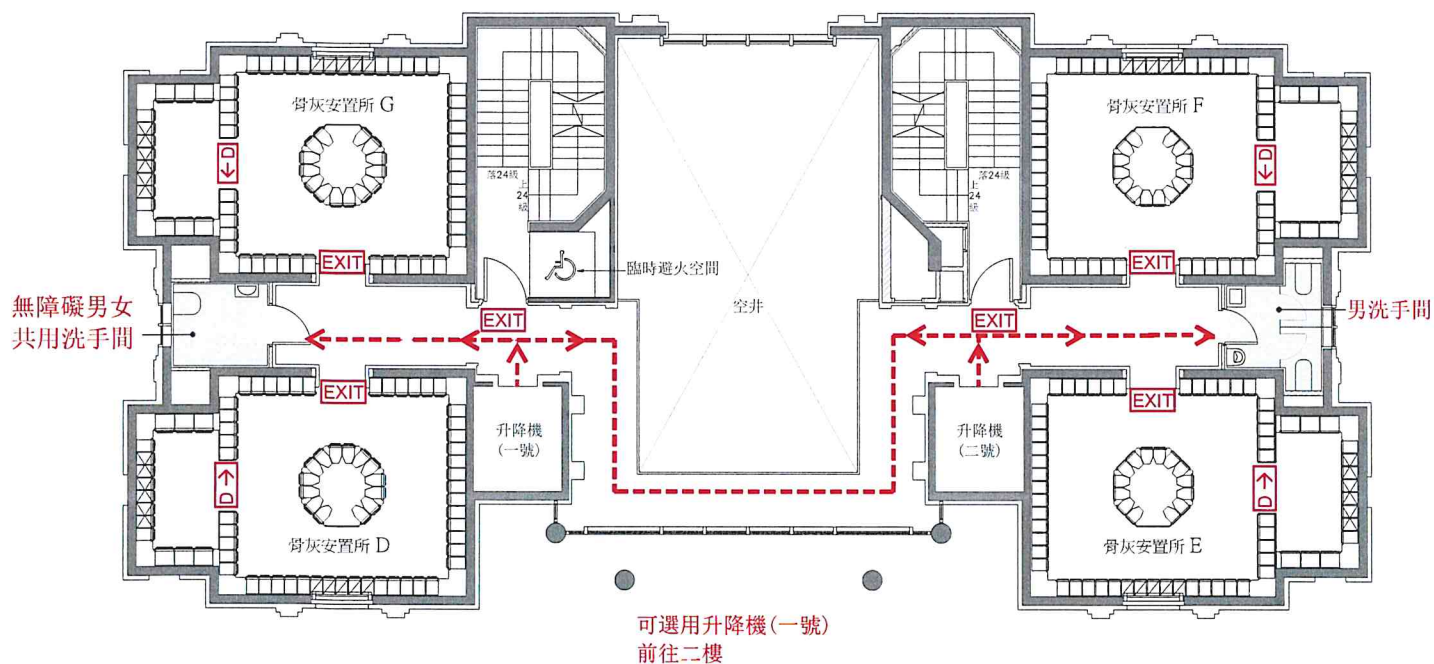 骨灰安置所 G
骨灰安置所 F
D
D
落24級
上
24
級
落24級
上
24
級
EXIT
臨時避火空間
EXIT
無障礙男女
共用洗手間
空井
男洗手間
EXIT
EXIT
EXIT
EXIT
升降機
(一號)
升降機
(二號)
D
D
骨灰安置所 D
骨灰安置所 E
可選用升降機(一號)
前往二樓